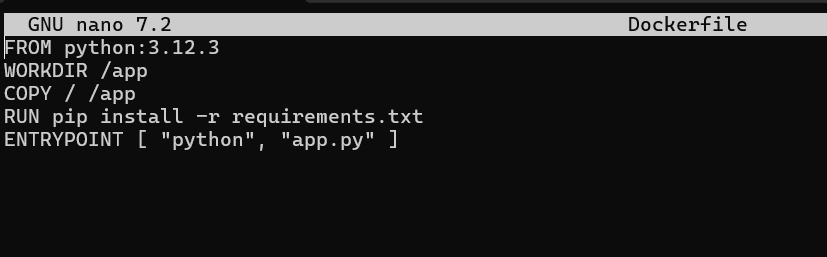 GNU nano 7.2 Dockerfile
FROM python:3.12.3
WORKDIR /app
COPY / /app
RUN pip install -r requirements.txt
ENTRYPOINT [ "python", "app.py" ]